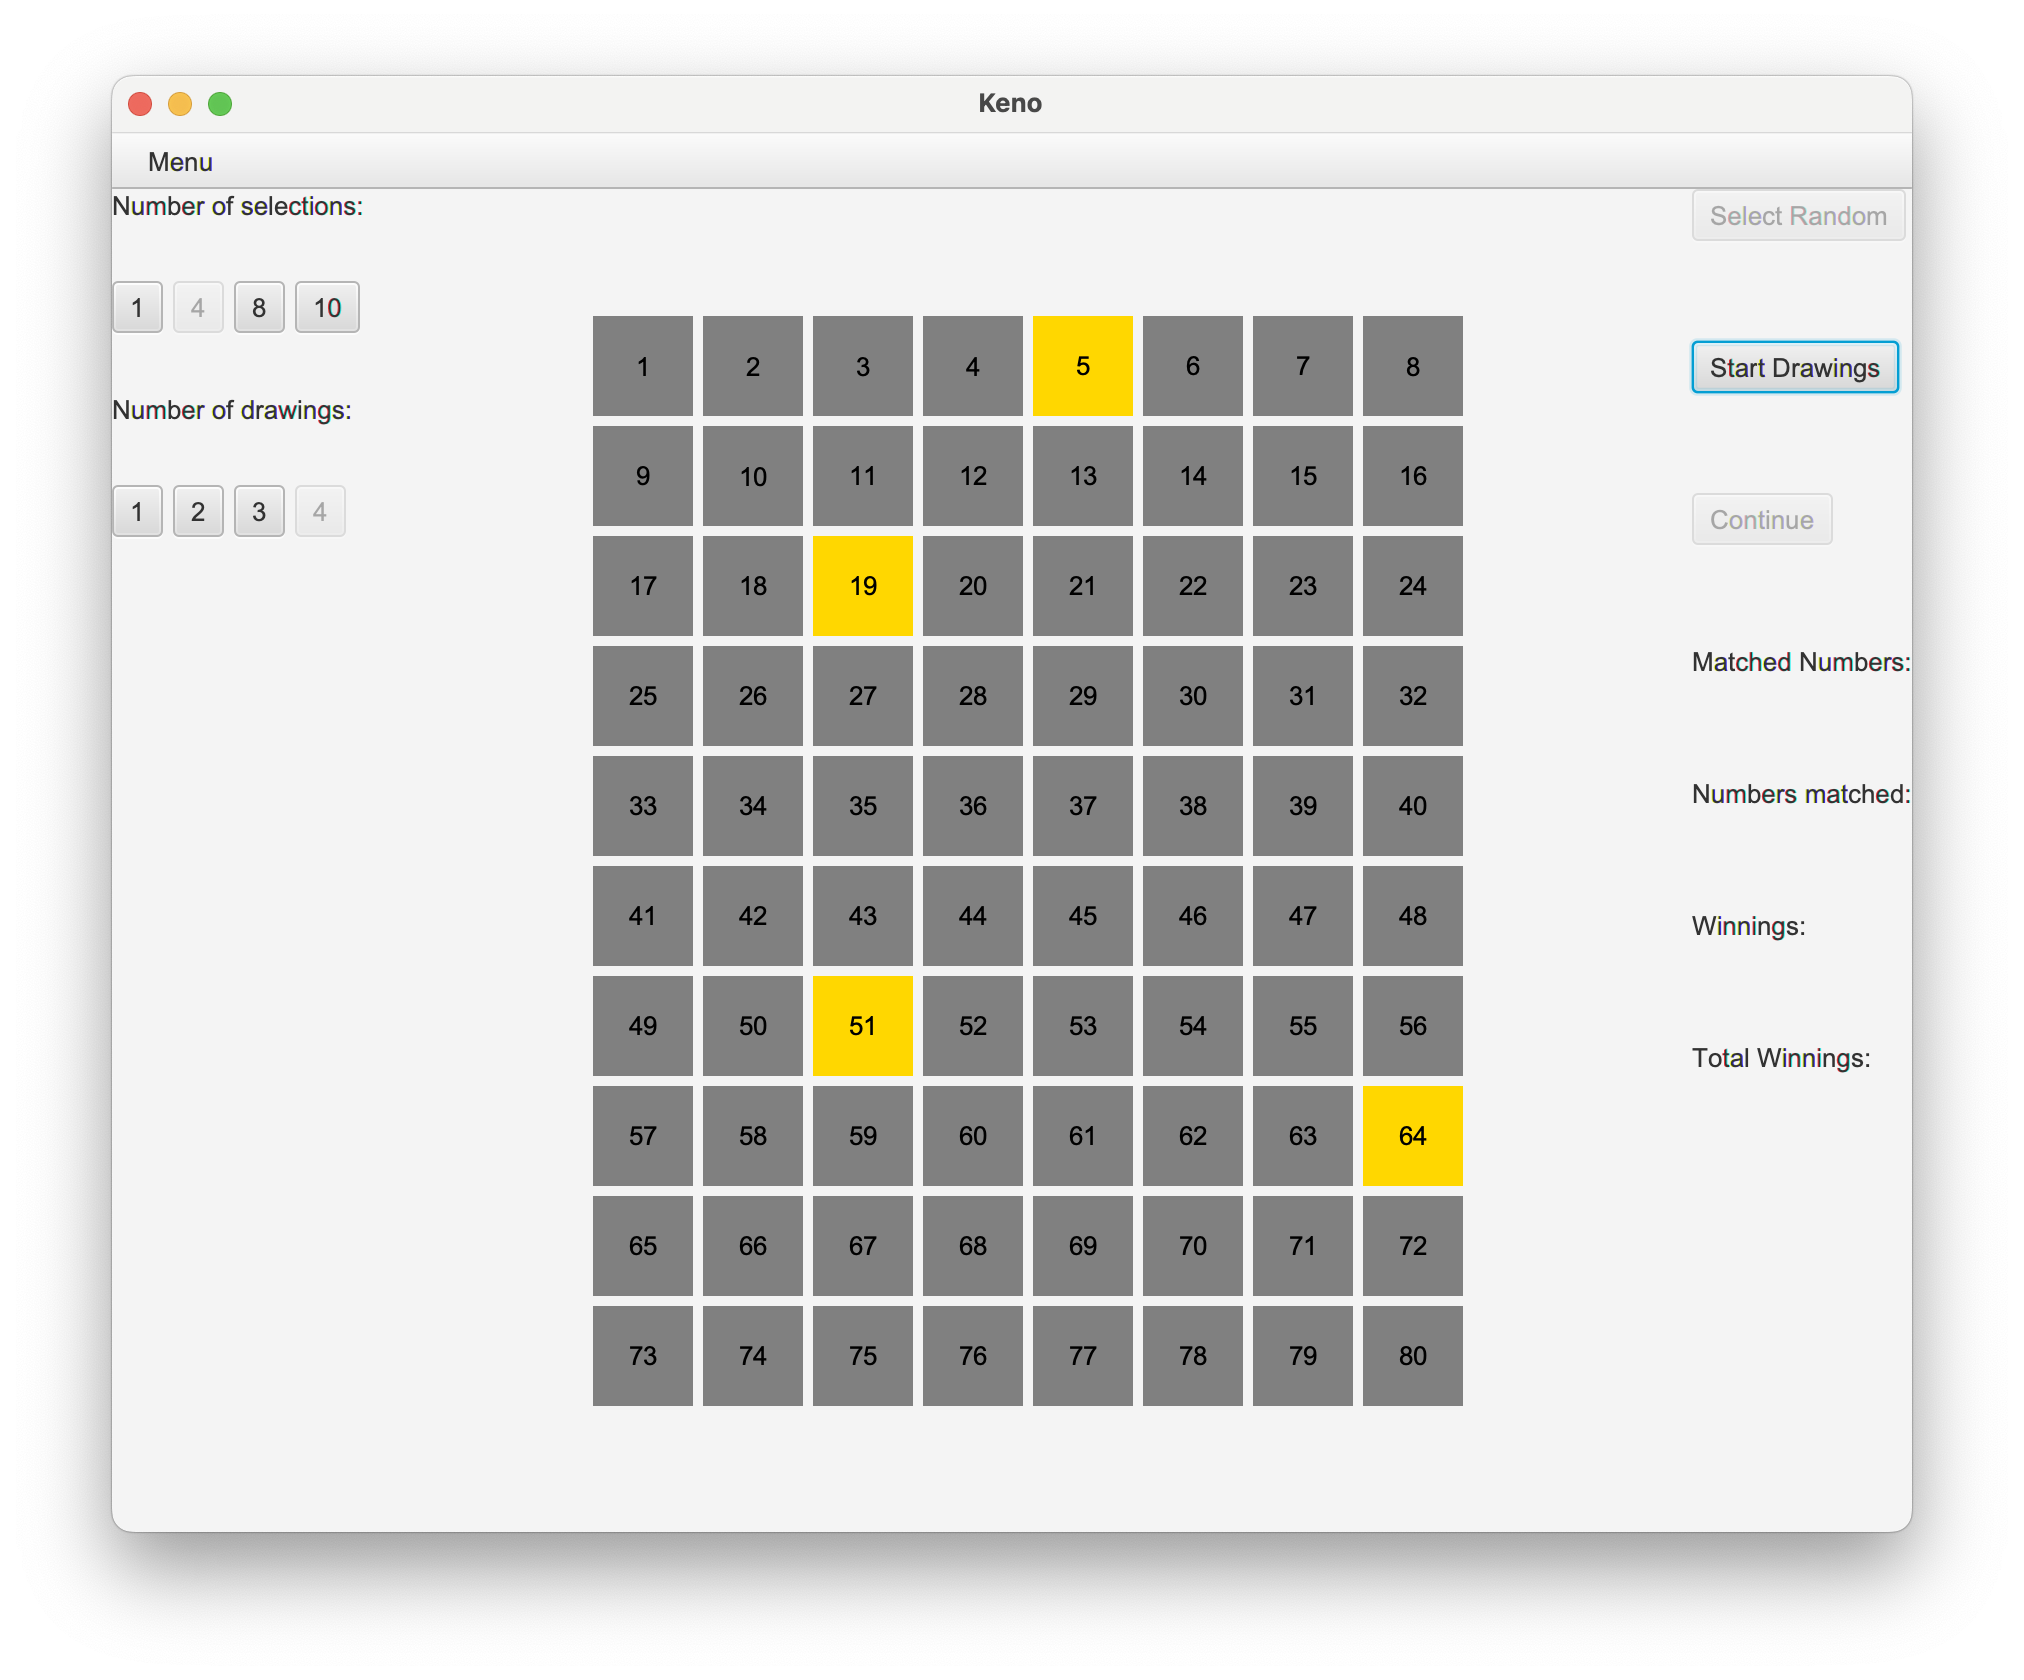 Keno
Menu
Number of selections:
1 4 8 10
Number of drawings:
1 2 3 4
1 2 3 4 5 6 7 8
9 10 11 12 13 14 15 16
17 18 19 20 21 22 23 24
25 26 27 28 29 30 31 32
33 34 35 36 37 38 39 40
41 42 43 44 45 46 47 48
49 50 51 52 53 54 55 56
57 58 59 60 61 62 63 64
65 66 67 68 69 70 71 72
73 74 75 76 77 78 79 80
Select Random
Start Drawings
Continue
Matched Numbers:
Numbers matched:
Winnings:
Total Winnings: